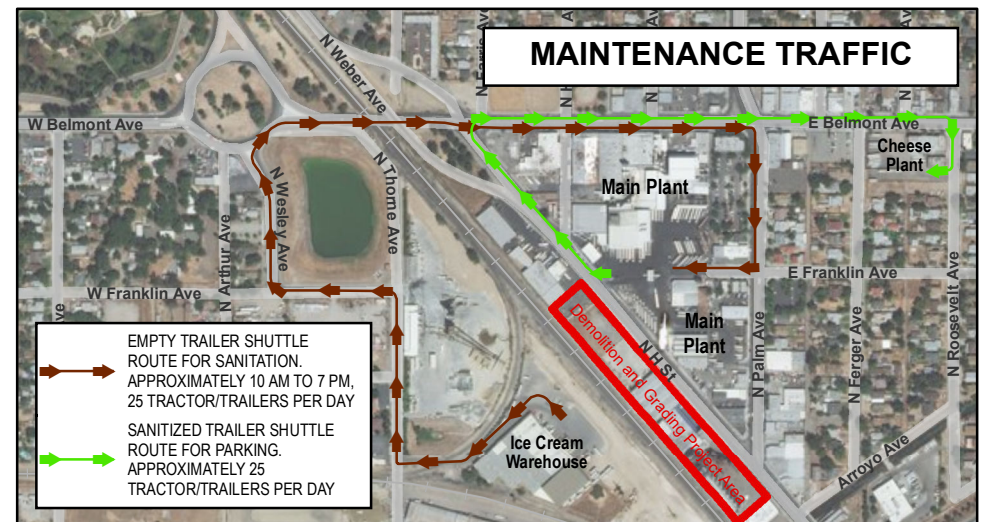 MAINTENANCE TRAFFIC
N Weber Ave
W Belmont Ave
E Belmont Ave
Cheese
Plant
N Thorne Ave
Main Plant
N Wesley Ave
N Arthur Ave
W Franklin Ave
E Franklin Ave
N Roosevelt Ave
N Ferger Ave
N Palm Ave
Main
Plant
N H St
Demolition and Grading Project Area
Arroyo Ave
Ice Cream
Warehouse
EMPTY TRAILER SHUTTLE
ROUTE FOR SANITATION.
APPROXIMATELY 10 AM TO 7 PM,
25 TRACTOR/TRAILERS PER DAY
SANITIZED TRAILER SHUTTLE
ROUTE FOR PARKING.
APPROXIMATELY 25
TRACTOR/TRAILERS PER DAY